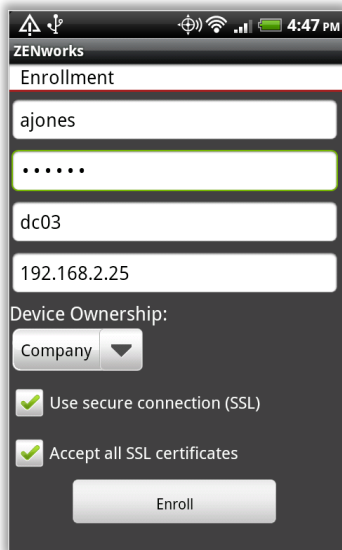 4:47 PM
ZENworks
Enrollment
ajones
••••••
dc03
192.168.2.25
Device Ownership:
Company
Use secure connection (SSL)
Accept all SSL certificates
Enroll